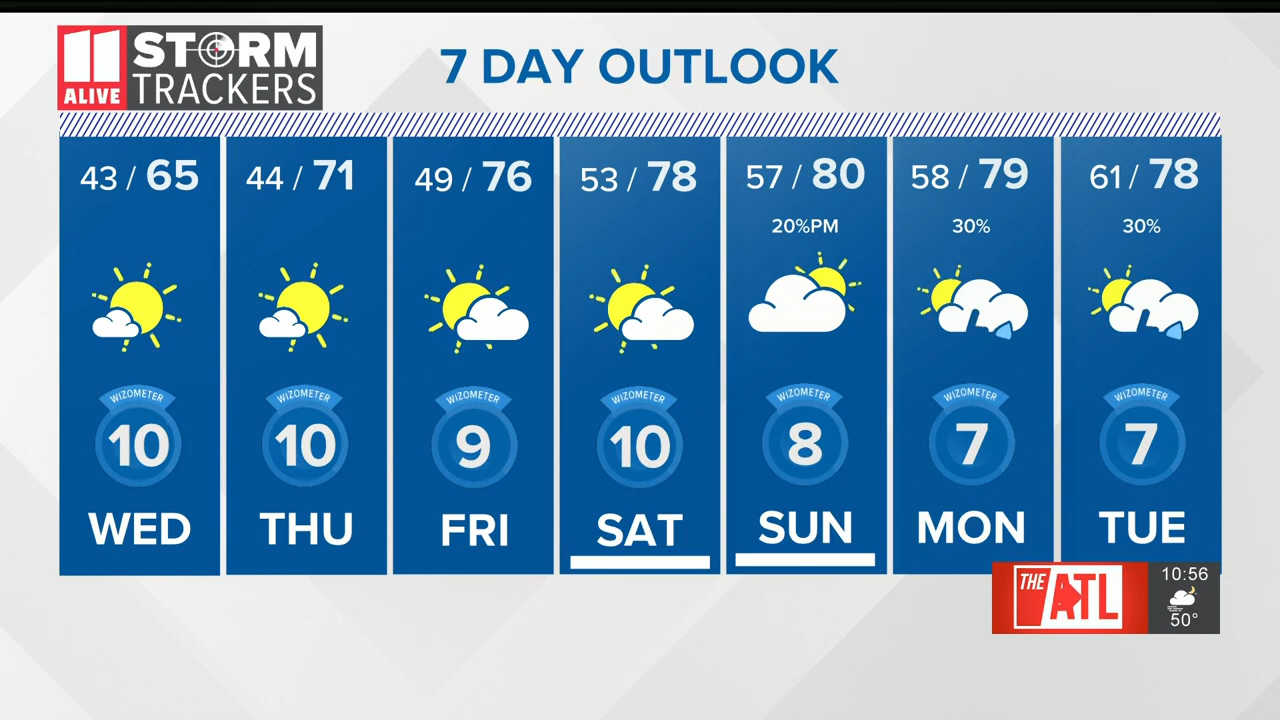 11 ALIVE
STORM
TRACKERS
7 DAY OUTLOOK
43 / 65
WIZOMETER
10
WED
44 / 71
WIZOMETER
10
THU
49 / 76
WIZOMETER
9
FRI
53 / 78
WIZOMETER
10
SAT
57 / 80
20%PM
WIZOMETER
8
SUN
58 / 79
30%
WIZOMETER
7
MON
61 / 78
30%
WIZOMETER
7
TUE
THE ATL
10:56
50°